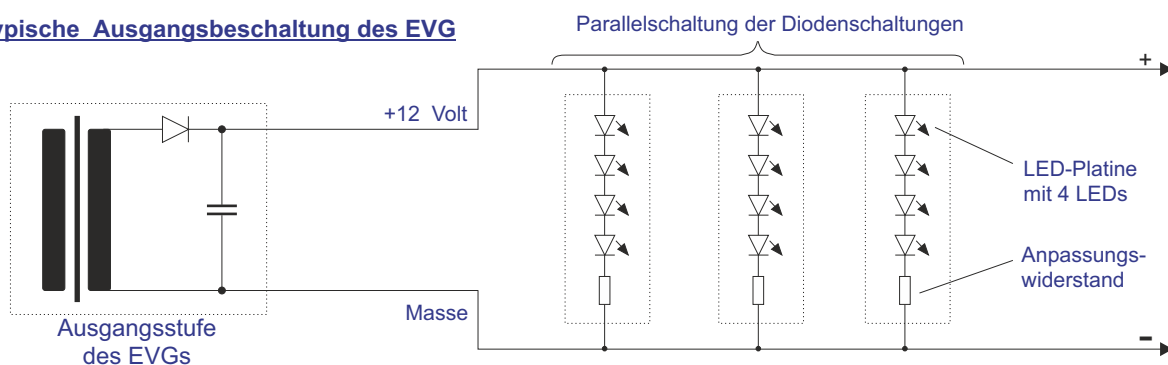 ypische Ausgangsbeschaltung des EVG
Parallelschaltung der Diodenschaltungen
+
+12 Volt
LED-Platine
mit 4 LEDs
Anpassungs-
widerstand
Masse
-
Ausgangsstufe
des EVGs